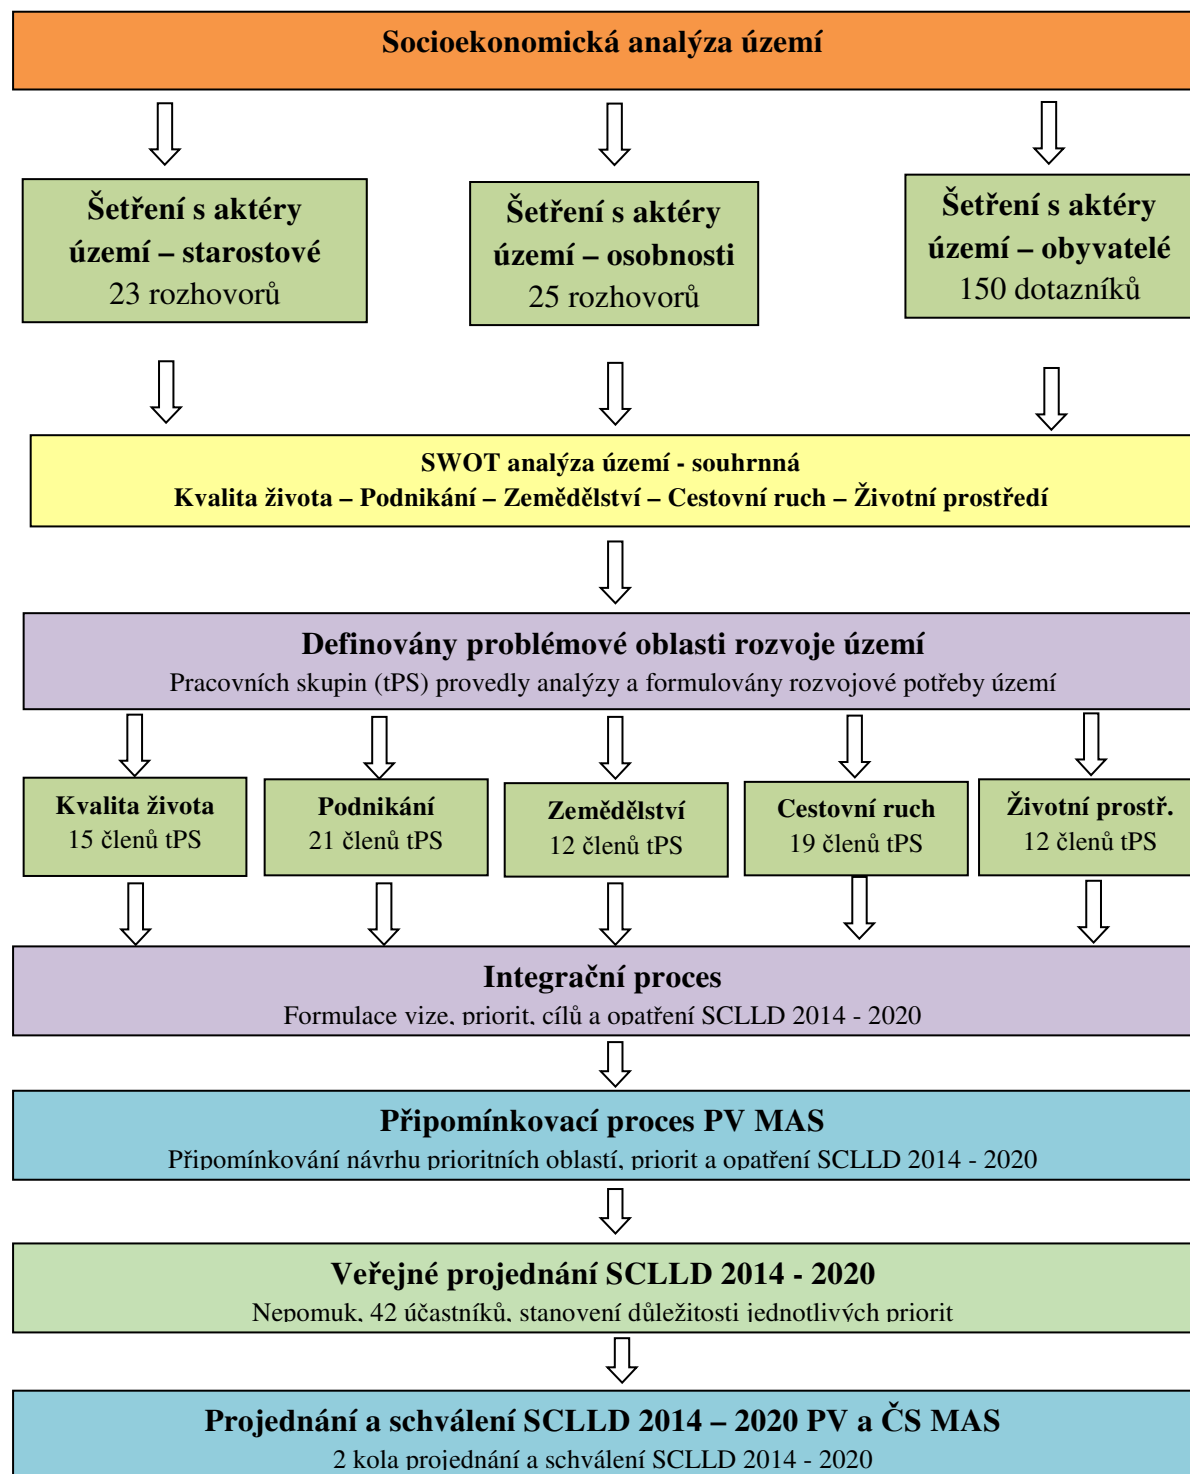 Socioekonomická analýza území
Šetření s aktéry
území – starostové
23 rozhovorů
Šetření s aktéry
území – osobnosti
25 rozhovorů
Šetření s aktéry
území – obyvatelé
150 dotazníků
SWOT analýza území - souhrnná
Kvalita života – Podnikání – Zemědělství – Cestovní ruch – Životní prostředí
Definovány problémové oblasti rozvoje území
Pracovních skupin (tPS) provedly analýzy a formulovány rozvojové potřeby území
Kvalita života
15 členů tPS
Podnikání
21 členů tPS
Zemědělství
12 členů tPS
Cestovní ruch
19 členů tPS
Životní prostř.
12 členů tPS
Integrační proces
Formulace vize, priorit, cílů a opatření SCLLD 2014 - 2020
Připomínkovací proces PV MAS
Připomínkování návrhu prioritních oblastí, priorit a opatření SCLLD 2014 - 2020
Veřejné projednání SCLLD 2014 - 2020
Nepomuk, 42 účastníků, stanovení důležitosti jednotlivých priorit
Projednání a schválení SCLLD 2014 – 2020 PV a ČS MAS
2 kola projednání a schválení SCLLD 2014 - 2020